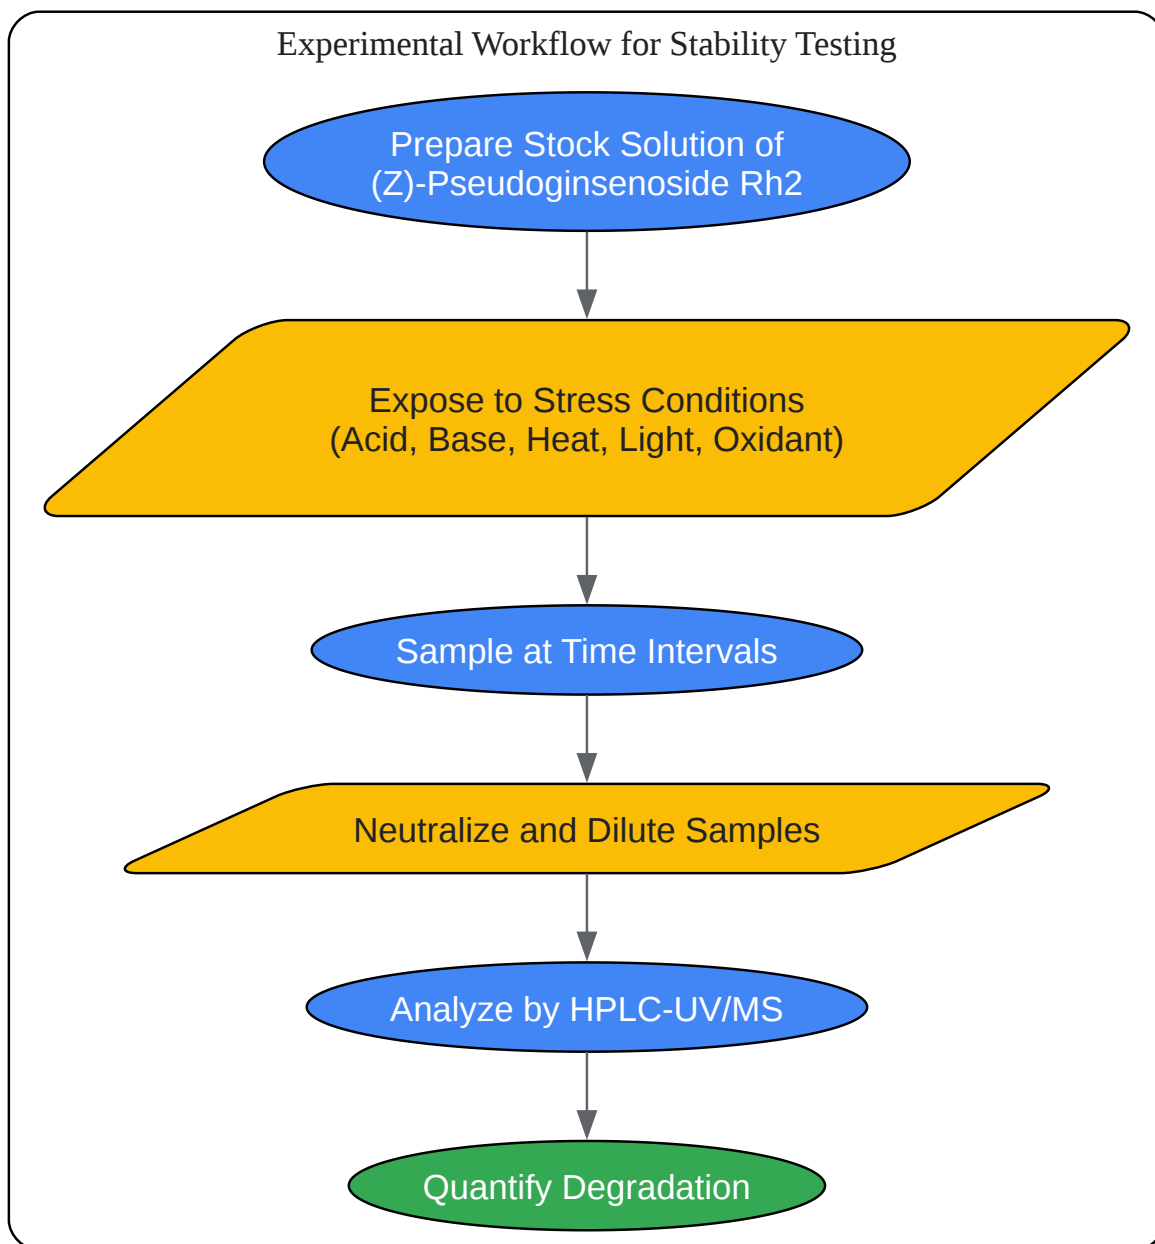 Experimental Workflow for Stability Testing
Prepare Stock Solution of
(Z)-Pseudoginsenoside Rh2
Expose to Stress Conditions
(Acid, Base, Heat, Light, Oxidant)
Sample at Time Intervals
Neutralize and Dilute Samples
Analyze by HPLC-UV/MS
Quantify Degradation